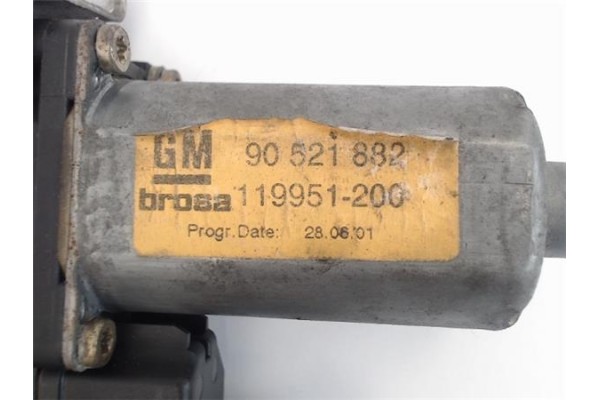 GM 90 521 882
brosa 119951-200
Progr.Date: 28.06.01